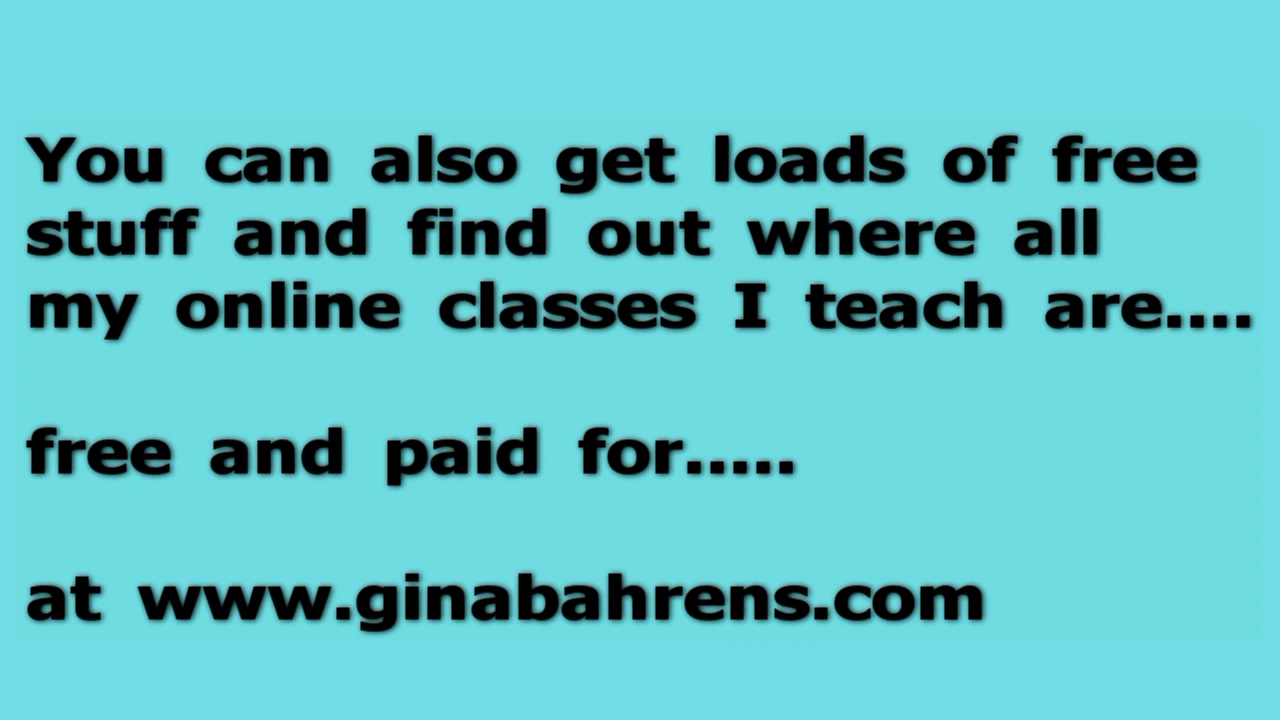 You can also get loads of free
stuff and find out where all
my online classes I teach are....
free and paid for.....
at www.ginabahrens.com